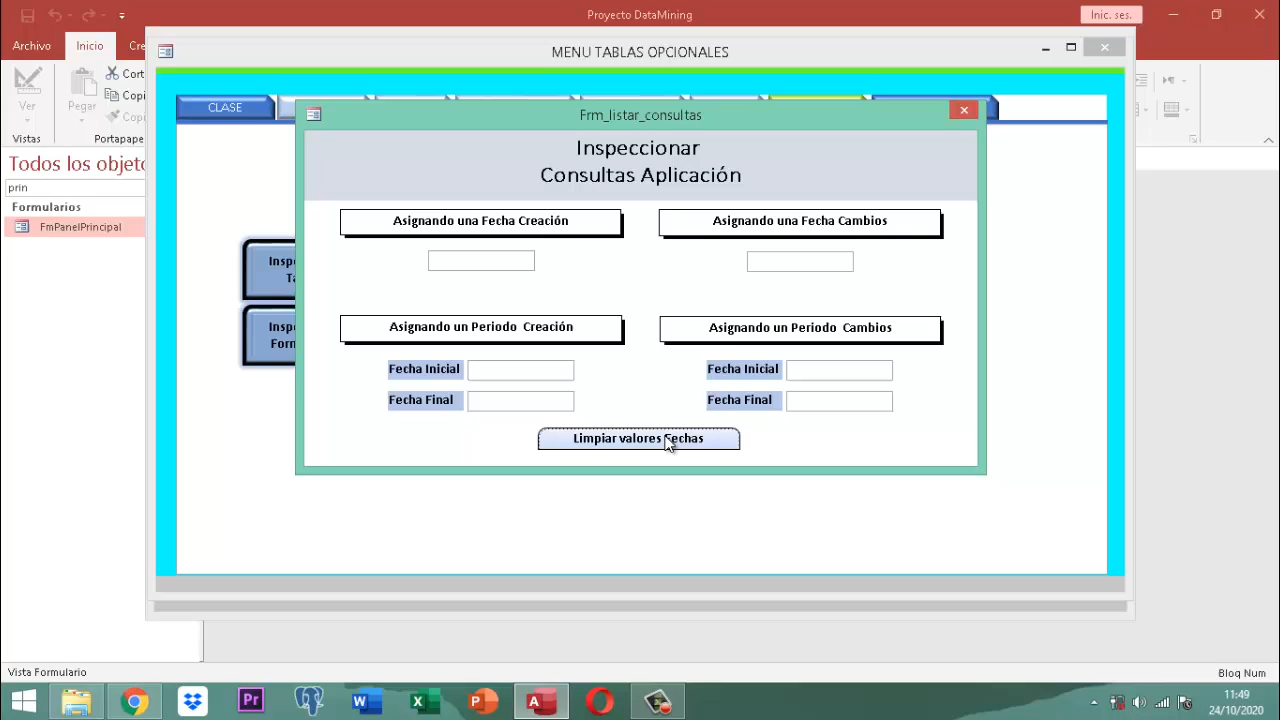 Proyecto DataMining
Inic. ses.
Archivo
Inicio
Cort
Copi
Copi
Ver
Pegar
Vistas
Portapape
MENU TABLAS OPCIONALES
CLASE
Todos los objeto
prin
Formularios
FmPanelPrincipal
Insp
Ta
Insp
Forn
Frm_listar_consultas
Inspeccionar
Consultas Aplicación
Asignando una Fecha Creación
Asignando una Fecha Cambios
Asignando un Periodo Creación
Asignando un Periodo Cambios
Fecha Inicial
Fecha Inicial
Fecha Final
Fecha Final
Limpiar valores Fechas
Vista Formulario
Bloq Num
11:49
24/10/2020